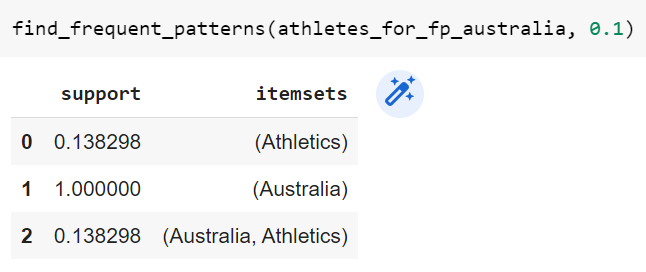 find_frequent_patterns(athletes_for_fp_australia, 0.1)
support itemsets
0 0.138298 (Athletics)
1 1.000000 (Australia)
2 0.138298 (Australia, Athletics)